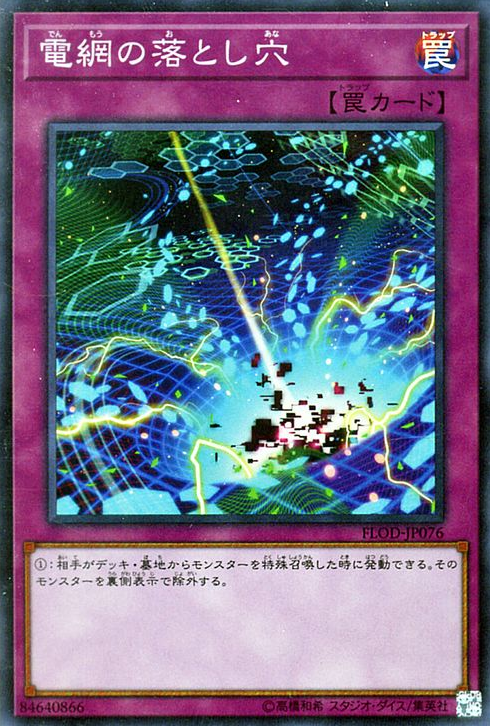 電網の落とし穴
罠
トラップ
【罠カード】
FLOD-JP076
①:相手がデッキ・墓地からモンスターを特殊召喚した時に発動できる。その
モンスターを裏側表示で除外する。
84640866
©高橋和希 スタジオ・ダイス/集英社